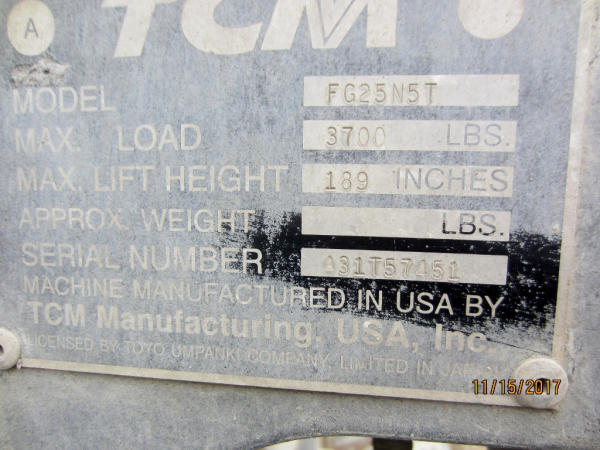 A
TCM
MODEL FG25N5T
MAX. LOAD 3700 LBS.
MAX. LIFT HEIGHT 189 INCHES
APPROX. WEIGHT LBS.
SERIAL NUMBER A31T57451
MACHINE MANUFACTURED IN USA BY
TCM Manufacturing, USA, Inc.
LICENSED BY TOYO UMPANKI COMPANY, LIMITED IN JAPAN
11/15/2017